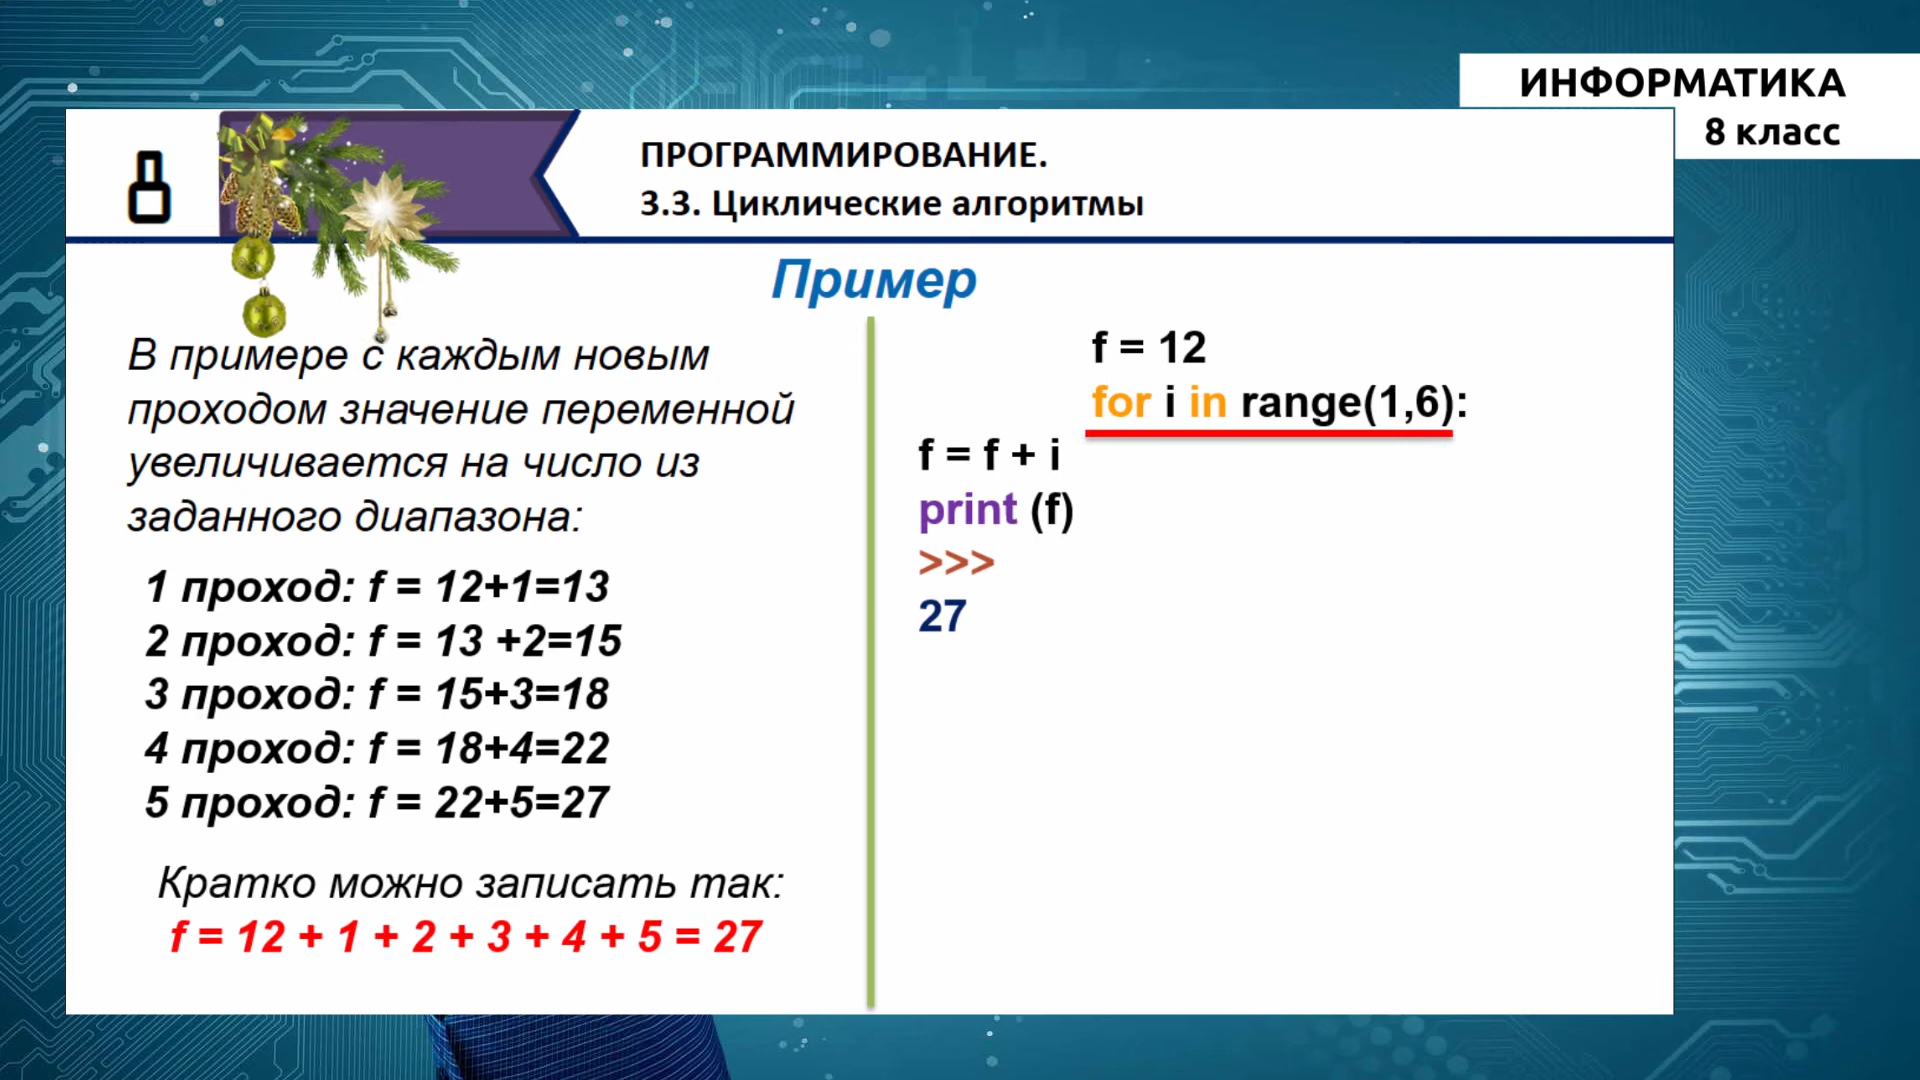 ИНФОРМАТИКА
8 класс
8
ПРОГРАММИРОВАНИЕ.
3.3. Циклические алгоритмы
Пример
В примере с каждым новым
проходом значение переменной
увеличивается на число из
заданного диапазона:
1 проход: f = 12+1=13
2 проход: f = 13 +2=15
3 проход: f = 15+3=18
4 проход: f = 18+4=22
5 проход: f = 22+5=27
Кратко можно записать так:
f = 12 + 1 + 2 + 3 + 4 + 5 = 27
f = 12
for i in range(1,6):
f = f + i
print (f)
>>>
27